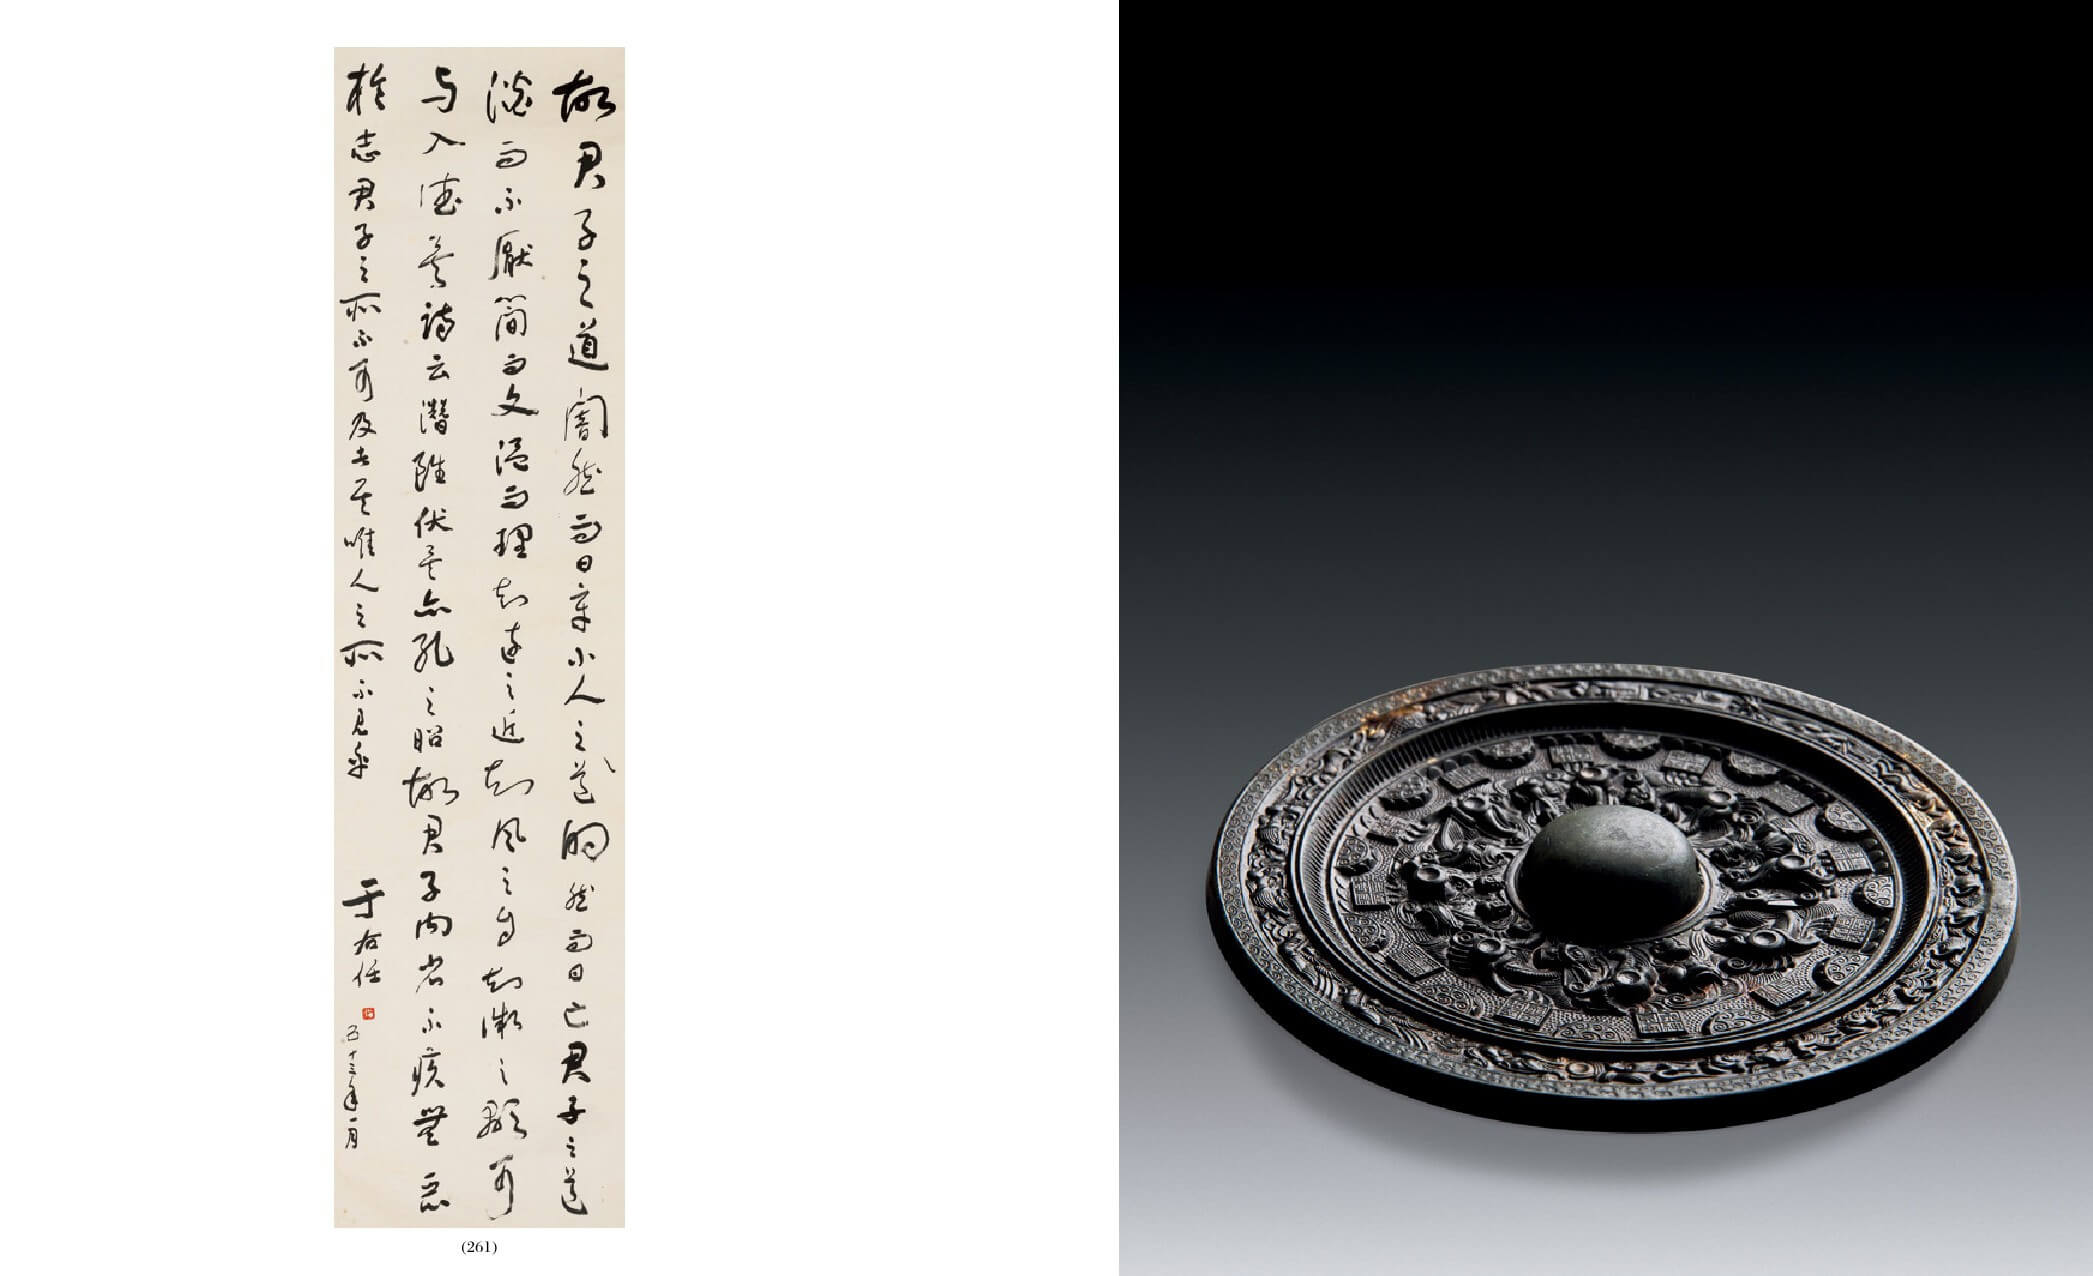 故君子之道闇然而日章小人之道的然而日亡君子之道
淡而不厭簡而文溫而理知遠之近知風之自知微之顯可
与入德矣詩云潛雖伏矣亦孔之昭故君子內省不疚無惡
於志君子之所不可及者其唯人之所不見乎
于右任
五十三年一月
(261)